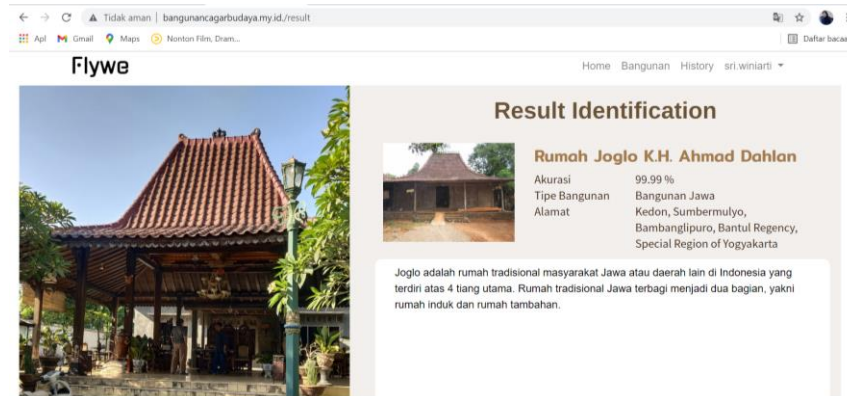 Tidak aman | bangunancagarbudaya.my.id./result
Apl Gmail Maps Nonton Film, Dram... Daftar bacaan
Flywe Home Bangunan History sri.winiarti
Result Identification
Rumah Joglo K.H. Ahmad Dahlan
Akurasi 99.99 %
Tipe Bangunan Bangunan Jawa
Alamat Kedon, Sumbermulyo,
Bambanglipuro, Bantul Regency,
Special Region of Yogyakarta
Joglo adalah rumah tradisional masyarakat Jawa atau daerah lain di Indonesia yang
terdiri atas 4 tiang utama. Rumah tradisional Jawa terbagi menjadi dua bagian, yakni
rumah induk dan rumah tambahan.